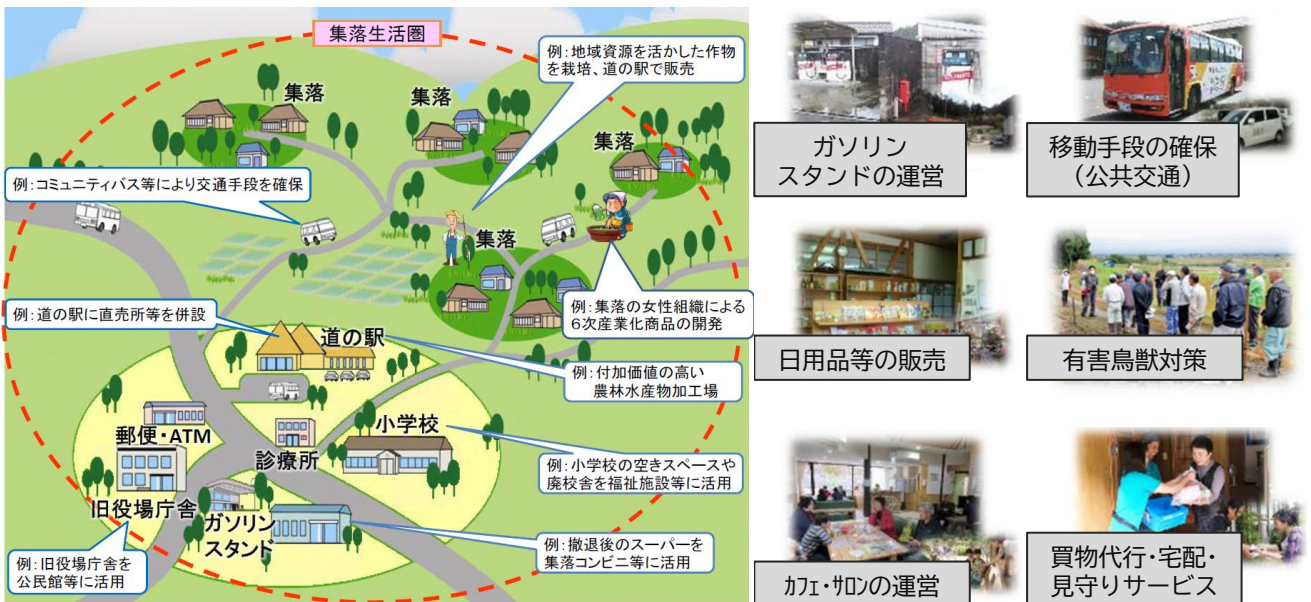 集落生活圏
例:地域資源を活かした作物
を栽培、道の駅で販売
集落
集落
集落
例:コミュニティバス等により交通手段を確保
集落
例:集落の女性組織による
6次産業化商品の開発
例:道の駅に直売所等を併設
道の駅
例:付加価値の高い
農林水産物加工場
小学校
郵便・ATM
診療所
例:小学校の空きスペースや
廃校舎を福祉施設等に活用
旧役場庁舎
ガソリン
スタンド
例:旧役場庁舎を
公民館等に活用
例:撤退後のスーパーを
集落コンビニ等に活用
ガソリン
スタンドの運営
移動手段の確保
(公共交通)
日用品等の販売
有害鳥獣対策
カフェ・サロンの運営
買物代行・宅配・
見守りサービス